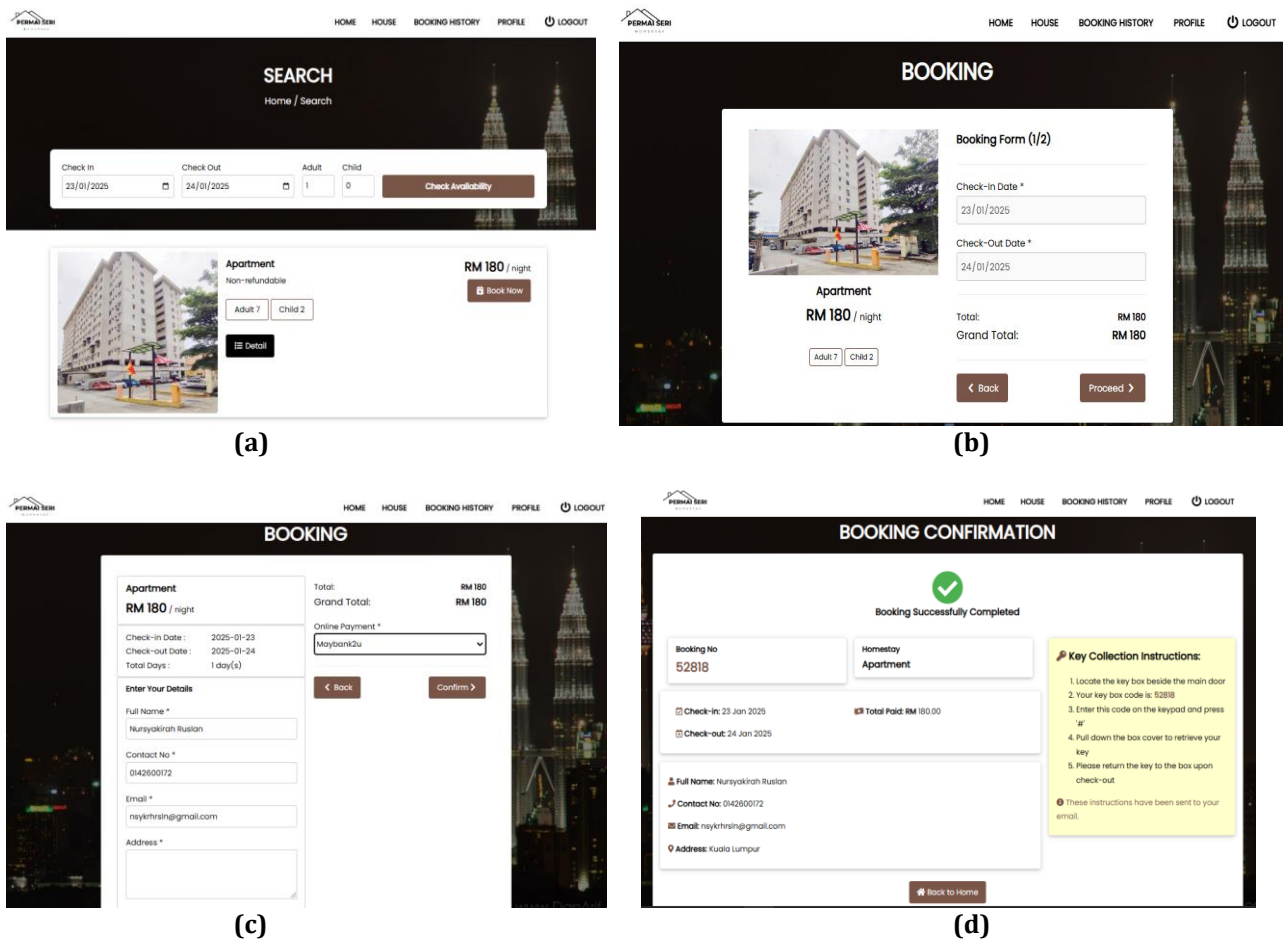 PERMAI SERI
HOMESTAY
HOME HOUSE BOOKING HISTORY PROFILE LOGOUT
SEARCH
Home / Search
Check In Check Out Adult Child
23/01/2025 24/01/2025 1 0 Check Availability
Apartment
Non-refundable
RM 180 / night
Book Now
Adult 7 Child 2
Detail
(a)
PERMAI SERI
HOMESTAY
HOME HOUSE BOOKING HISTORY PROFILE LOGOUT
BOOKING
Apartment
RM 180 / night
Adult 7 Child 2
Booking Form (1/2)
Check-In Date *
23/01/2025
Check-Out Date *
24/01/2025
Total: RM 180
Grand Total: RM 180
Back Proceed
(b)
PERMAI SERI
HOMESTAY
HOME HOUSE BOOKING HISTORY PROFILE LOGOUT
BOOKING
Apartment
RM 180 / night
Check-in Date : 2025-01-23
Check-out Date : 2025-01-24
Total Days : 1 day(s)
Enter Your Details
Full Name *
Nursyakirah Ruslan
Contact No *
0142600172
Email *
nsykrhrsln@gmail.com
Address *
Total: RM 180
Grand Total: RM 180
Online Payment *
Maybank2u
Back Confirm
(c)
PERMAI SERI
HOMESTAY
HOME HOUSE BOOKING HISTORY PROFILE LOGOUT
BOOKING CONFIRMATION
Booking Successfully Completed
Booking No
52818
Homestay
Apartment
Check-in: 23 Jan 2025 Total Paid: RM 180.00
Check-out: 24 Jan 2025
Full Name: Nursyakirah Ruslan
Contact No: 0142600172
Email: nsykrhrsln@gmail.com
Address: Kuala Lumpur
Key Collection Instructions:
1. Locate the key box beside the main door
2. Your key box code is: 52818
3. Enter this code on the keypad and press
'#'
4. Pull down the box cover to retrieve your
key
5. Please return the key to the box upon
check-out
These instructions have been sent to your
email.
Back to Home
(d)